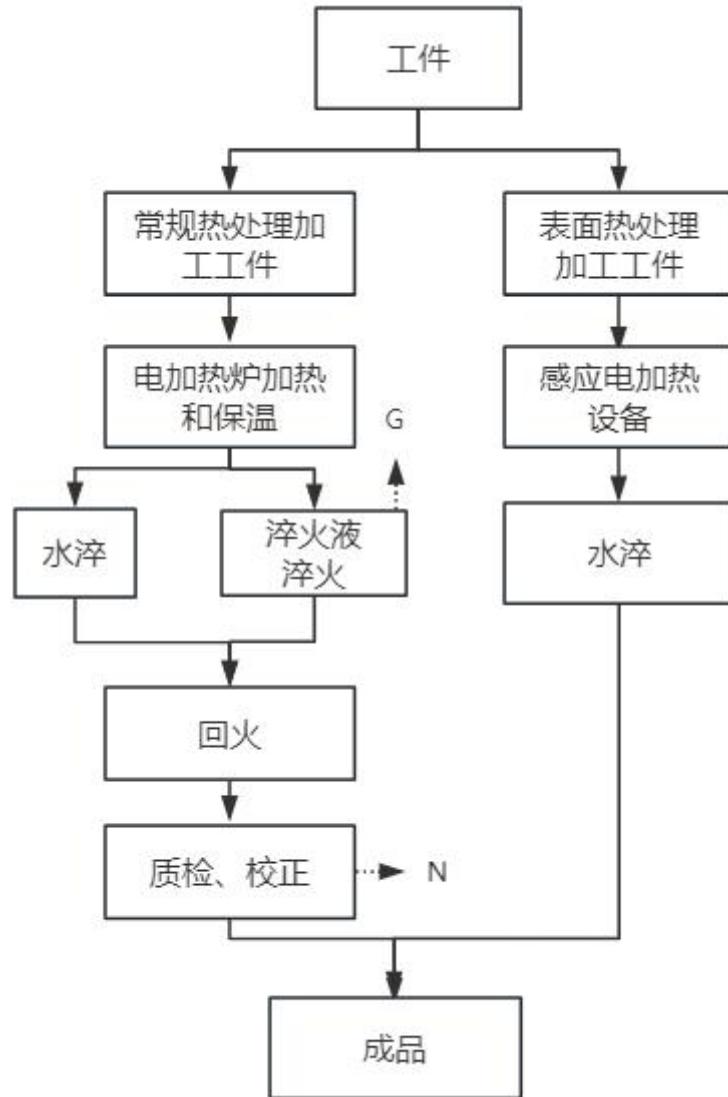 工件
常规热处理加
工工件
表面热处理
加工工件
电加热炉加热
和保温
感应电加热
设备
G
水淬
淬火液
淬火
水淬
回火
质检、校正
N
成品